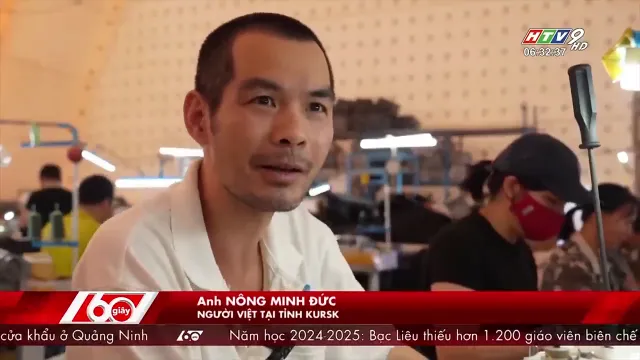 HTV9 HD
06:32:37
Anh NÔNG MINH ĐỨC
NGƯỜI VIỆT TẠI TỈNH KURSK
60 giây
cửa khẩu ở Quảng Ninh 60 Năm học 2024-2025: Bạc Liêu thiếu hơn 1.200 giáo viên biên chế